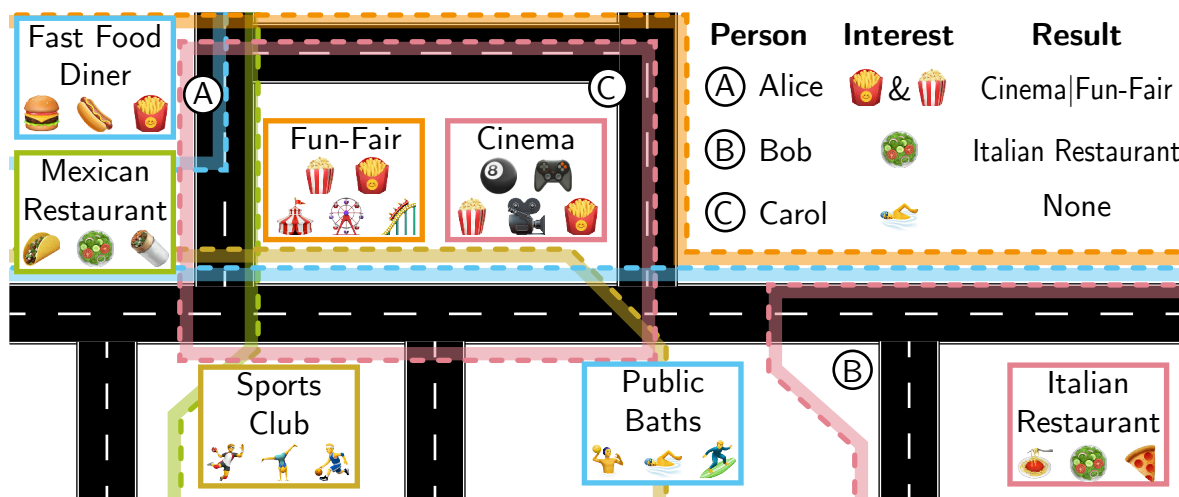 Fast Food
Diner
A
Mexican
Restaurant
Fun-Fair
Cinema
8
C
Person Interest Result
A Alice & Cinema|Fun-Fair
B Bob Italian Restaurant
C Carol None
Sports
Club
Public
Baths
B
Italian
Restaurant